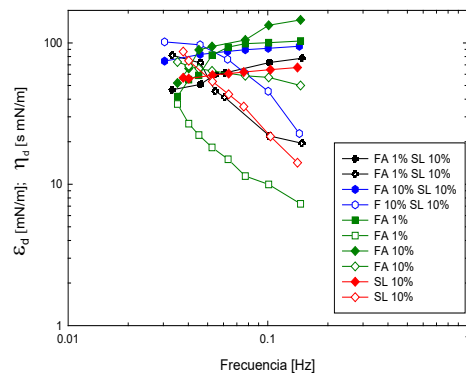 ε_d [mN/m]; η_d [s mN/m]
100
10
1
0.01
0.1
1
Frecuencia [Hz]
FA 1% SL 10%
FA 1% SL 10%
FA 10% SL 10%
F 10% SL 10%
FA 1%
FA 1%
FA 10%
FA 10%
SL 10%
SL 10%